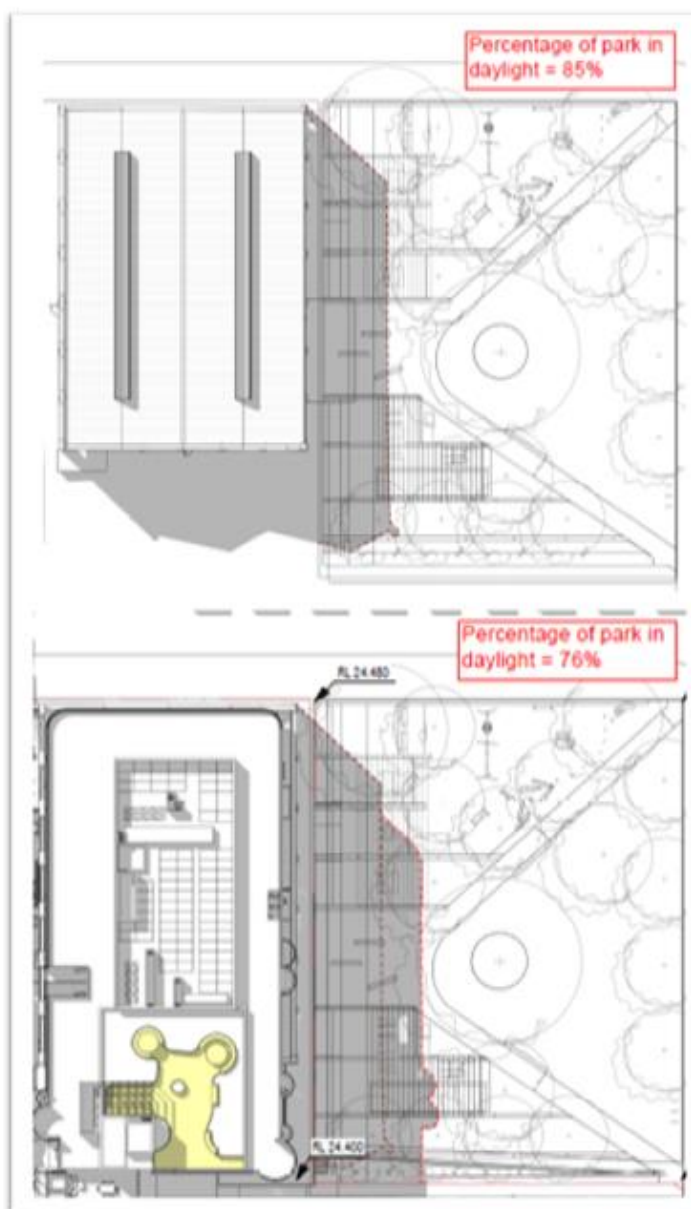 Percentage of park in
daylight = 85%
Percentage of park in
daylight = 76%
RL 24.480
RL 24.400